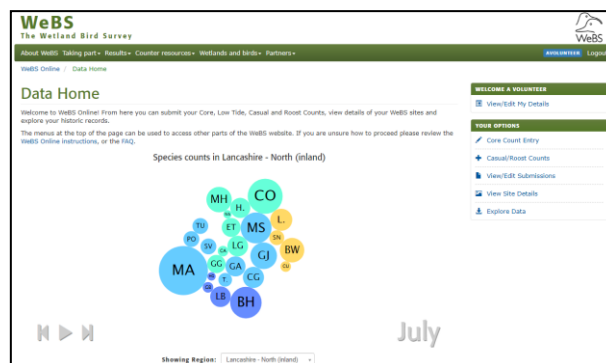 WeBS
The Wetland Bird Survey
WeBS
About WeBS Taking part Results Counter resources Wetlands and birds Partners AVOLUNTEER Logout
WeBS Online / Data Home
Data Home
Welcome to WeBS Online! From here you can submit your Core, Low Tide, Casual and Roost Counts, view details of your WeBS sites and
explore your historic records.
The menus at the top of the page can be used to access other parts of the WeBS website. If you are unsure how to proceed please review the
WeBS Online instructions, or the FAQ.
WELCOME A VOLUNTEER
View/Edit My Details
YOUR OPTIONS
Core Count Entry
Casual/Roost Counts
View/Edit Submissions
View Site Details
Explore Data
Species counts in Lancashire - North (inland)
MH
CO
H.
L.
TU
ET
MS
PO
SV
LG
SN
BW
GJ
MA
GG
GA
CU
T.
CG
LB
BH
July
Showing Region: Lancashire - North (inland)